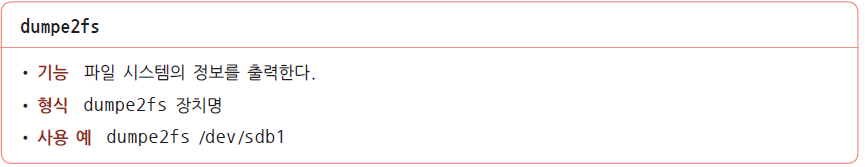 dumpe2fs
• 기능 파일 시스템의 정보를 출력한다.
• 형식 dumpe2fs 장치명
• 사용 예 dumpe2fs /dev/sdb1